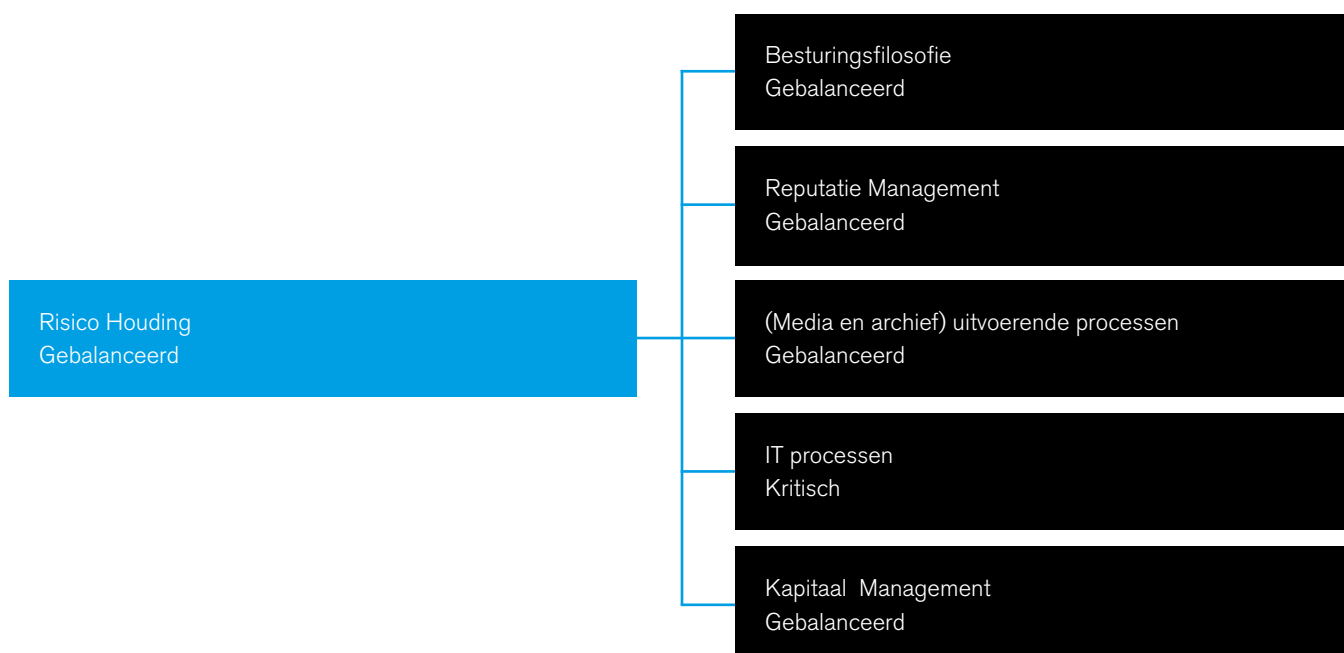 Besturingsfilosofie
Gebalanceerd
Reputatie Management
Gebalanceerd
Risico Houding
Gebalanceerd
(Media en archief) uitvoerende processen
Gebalanceerd
IT processen
Kritisch
Kapitaal Management
Gebalanceerd